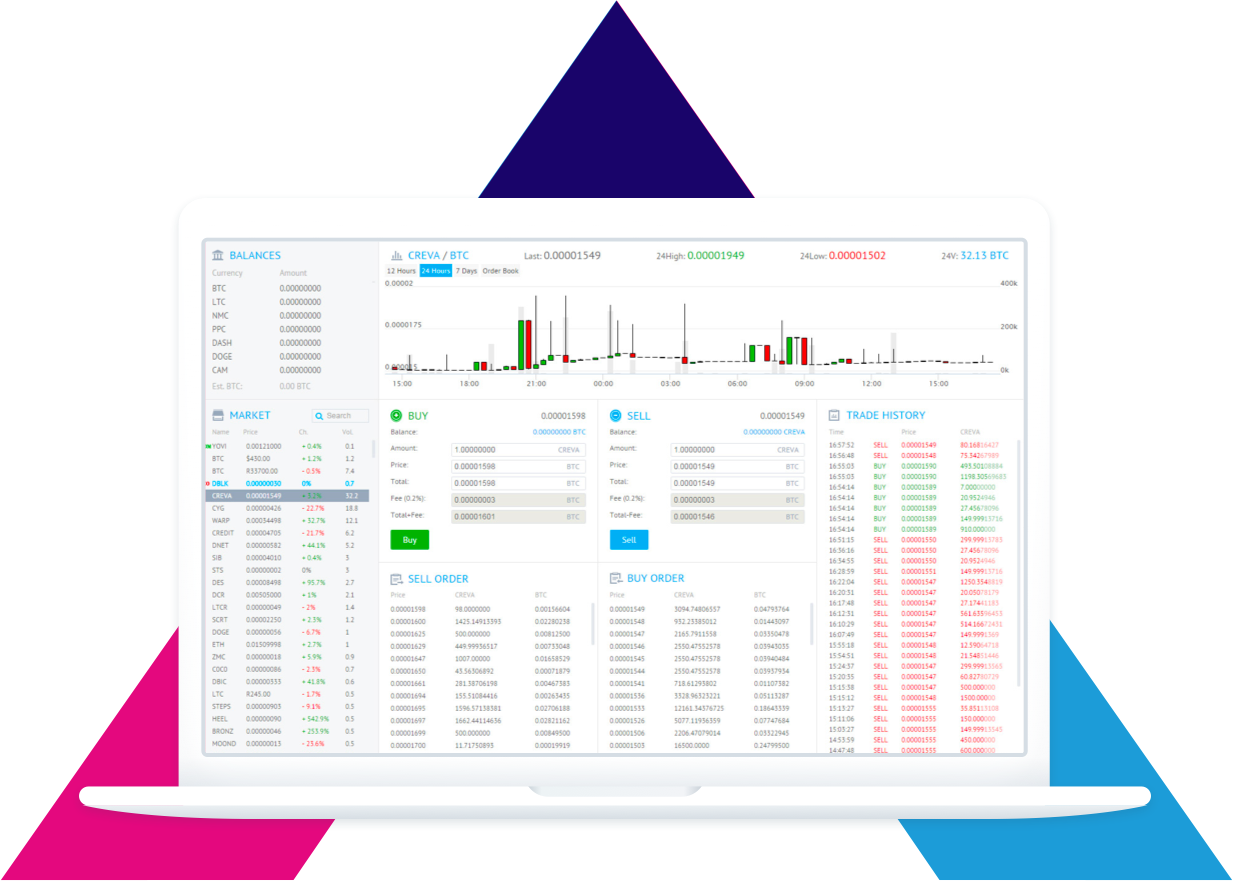 BALANCES
Currency Amount
BTC 0.00000000
LTC 0.00000000
NMC 0.00000000
PPC 0.00000000
DASH 0.00000000
DOGE 0.00000000
CAM 0.00000000
Est. BTC: 0.00 BTC
CREVA / BTC Last: 0.00001549 24High: 0.00001949 24Low: 0.00001502 24V: 32.13 BTC
12 Hours 24 Hours 7 Days Order Book
0.00002 400k
0.0000175 200k
0.000015 0k
15:00 18:00 21:00 00:00 03:00 06:00 09:00 12:00 15:00
MARKET Search
Name Price Ch. Vol.
YOVI 0.00121000 + 0.4% 0.1
BTC $430.00 + 1.2% 1.2
BTC R33700.00 - 0.5% 7.4
DBLK 0.00000030 0% 0.7
CREVA 0.00001549 + 3.2% 32.2
CYG 0.00000426 - 22.7% 18.8
WARP 0.00034498 + 32.7% 12.1
CREDIT 0.00004705 - 21.7% 6.2
DNET 0.00000582 + 44.1% 5.2
SIB 0.00004010 + 0.4% 3
STS 0.00000002 0% 3
DES 0.00008498 + 95.7% 2.7
DCR 0.00505000 + 1% 2.1
LTCR 0.00000049 - 2% 1.4
SCRT 0.00002250 + 2.3% 1.2
DOGE 0.00000056 - 6.7% 1
ETH 0.01509998 + 2.7% 1
ZMC 0.00000018 + 5.9% 0.9
COCO 0.00000086 - 2.3% 0.7
DBIC 0.00000333 + 41.8% 0.6
LTC R245.00 - 1.7% 0.5
STEPS 0.00000903 - 9.1% 0.5
HEEL 0.00000090 + 542.9% 0.5
BRONZ 0.00000046 + 253.9% 0.5
MOOND 0.00000013 - 23.6% 0.5
BUY 0.00001598
Balance: 0.00000000 BTC
Amount: 1.00000000 CREVA
Price: 0.00001598 BTC
Total: 0.00001598 BTC
Fee (0.2%): 0.00000003 BTC
Total+Fee: 0.00001601 BTC
Buy
SELL 0.00001549
Balance: 0.00000000 CREVA
Amount: 1.00000000 CREVA
Price: 0.00001549 BTC
Total: 0.00001549 BTC
Fee (0.2%): 0.00000003 BTC
Total-Fee: 0.00001546 BTC
Sell
SELL ORDER
Price CREVA BTC
0.00001598 98.0000000 0.00156604
0.00001600 1425.14913393 0.02280238
0.00001625 500.000000 0.00812500
0.00001629 449.99936517 0.00733048
0.00001647 1007.00000 0.01658529
0.00001650 43.56306892 0.00071879
0.00001661 281.38706198 0.00467383
0.00001694 155.51084416 0.00263435
0.00001695 1596.57138381 0.02706188
0.00001697 1662.44114636 0.02821162
0.00001699 500.000000 0.00849500
0.00001700 11.71750893 0.00019919
BUY ORDER
Price CREVA BTC
0.00001549 3094.74806557 0.04793764
0.00001548 932.23385012 0.01443097
0.00001547 2165.7911558 0.03350478
0.00001546 2550.47552578 0.03943035
0.00001545 2550.47552578 0.03940484
0.00001544 2550.47552578 0.03937934
0.00001541 718.61293802 0.01107382
0.00001536 3328.96323221 0.05113287
0.00001533 12161.34376725 0.18643339
0.00001526 5077.11936359 0.07747684
0.00001506 2206.47079014 0.03322945
0.00001503 16500.0000 0.24799500
TRADE HISTORY
Time Price CREVA
16:57:52 SELL 0.00001549 80.16816427
16:56:48 SELL 0.00001548 75.34267989
16:55:03 BUY 0.00001590 493.50108884
16:55:03 BUY 0.00001590 1198.30569683
16:54:14 BUY 0.00001589 7.00000000
16:54:14 BUY 0.00001589 20.9524946
16:54:14 BUY 0.00001589 27.45678096
16:54:14 BUY 0.00001589 149.99913716
16:54:14 BUY 0.00001589 910.000000
16:51:15 SELL 0.00001550 299.99913783
16:36:16 SELL 0.00001550 27.45678096
16:34:55 SELL 0.00001550 20.9524946
16:28:59 SELL 0.00001551 149.99913716
16:22:04 SELL 0.00001547 1250.3548819
16:20:31 SELL 0.00001547 20.05078179
16:17:48 SELL 0.00001547 27.17441183
16:12:31 SELL 0.00001547 561.63596453
16:10:29 SELL 0.00001547 514.16672431
16:07:49 SELL 0.00001547 149.9991369
15:55:18 SELL 0.00001548 12.59064718
15:54:51 SELL 0.00001548 21.54851446
15:24:37 SELL 0.00001547 299.99913565
15:20:35 SELL 0.00001547 60.82780729
15:15:38 SELL 0.00001547 500.000000
15:15:12 SELL 0.00001548 1500.00000
15:13:27 SELL 0.00001555 35.85113108
15:11:06 SELL 0.00001555 150.000000
15:03:27 SELL 0.00001555 149.99913543
14:53:59 SELL 0.00001555 450.000000
14:47:48 SELL 0.00001555 600.000000